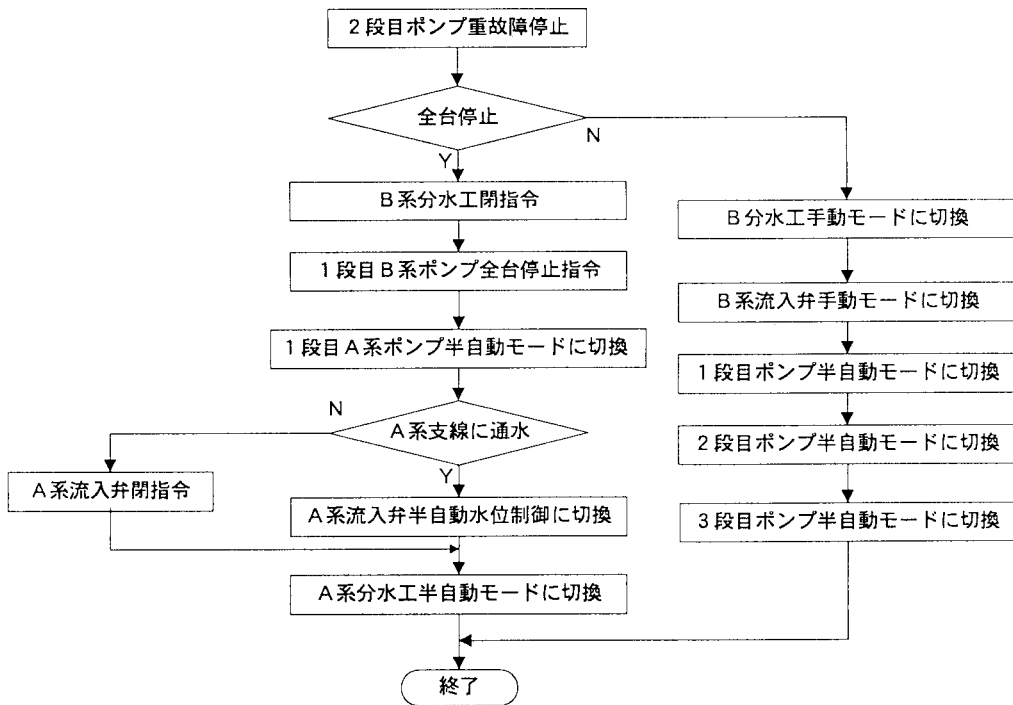 2段目ポンプ重故障停止
全台停止
N
Y
B系分水工閉指令
B分水工手動モードに切換
1段目B系ポンプ全台停止指令
B系流入弁手動モードに切換
1段目A系ポンプ半自動モードに切換
1段目ポンプ半自動モードに切換
N
A系支線に通水
2段目ポンプ半自動モードに切換
Y
A系流入弁閉指令
A系流入弁半自動水位制御に切換
3段目ポンプ半自動モードに切換
A系分水工半自動モードに切換
終了